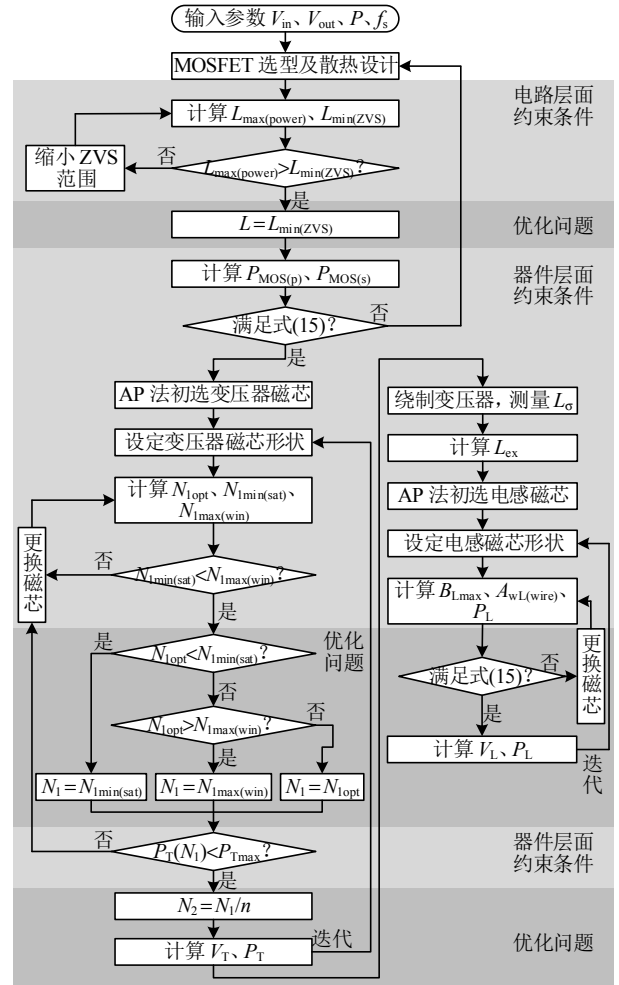 输入参数 Vin、Vout、P、fs
MOSFET 选型及散热设计
电路层面
约束条件
计算 Lmax(power)、Lmin(ZVS)
缩小 ZVS
范围
否
Lmax(power)>Lmin(ZVS)?
是
L=Lmin(ZVS)
优化问题
计算 PMOS(p)、PMOS(s)
器件层面
约束条件
满足式(15)?
否
是
AP 法初选变压器磁芯
设定变压器磁芯形状
计算 N1opt、N1min(sat)、
N1max(win)
更换磁芯
否
N1min(sat)<N1max(win)?
是
优化
问题
是
N1opt<N1min(sat)?
否
N1opt>N1max(win)?
否
是
N1=N1min(sat)
N1=N1max(win)
N1=N1opt
否
PT(N1)<PTmax?
是
器件层面
约束条件
N2=N1/n
计算 VT、PT
迭代
优化问题
绕制变压器，测量 Lσ
计算 Lex
AP 法初选电感磁芯
设定电感磁芯形状
计算 BLmax、AwL(wire)、
PL
更换磁芯
满足式(15)?
否
是
计算 VL、PL
迭代